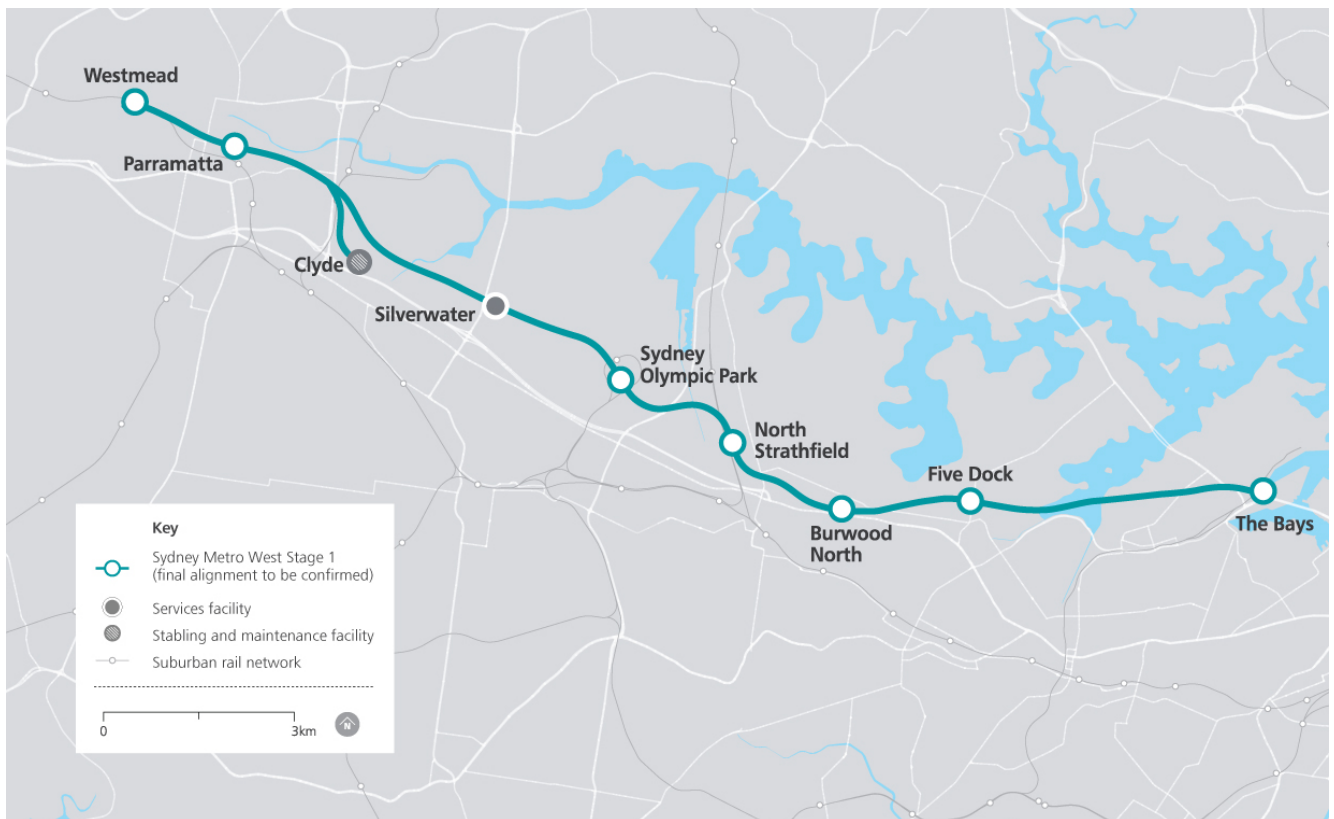 Westmead
Parramatta
Clyde
Silverwater
Sydney
Olympic Park
North
Strathfield
Five Dock
Burwood
North
The Bays
Key
Sydney Metro West Stage 1
(final alignment to be confirmed)
Services facility
Stabling and maintenance facility
Suburban rail network
0
3km
N